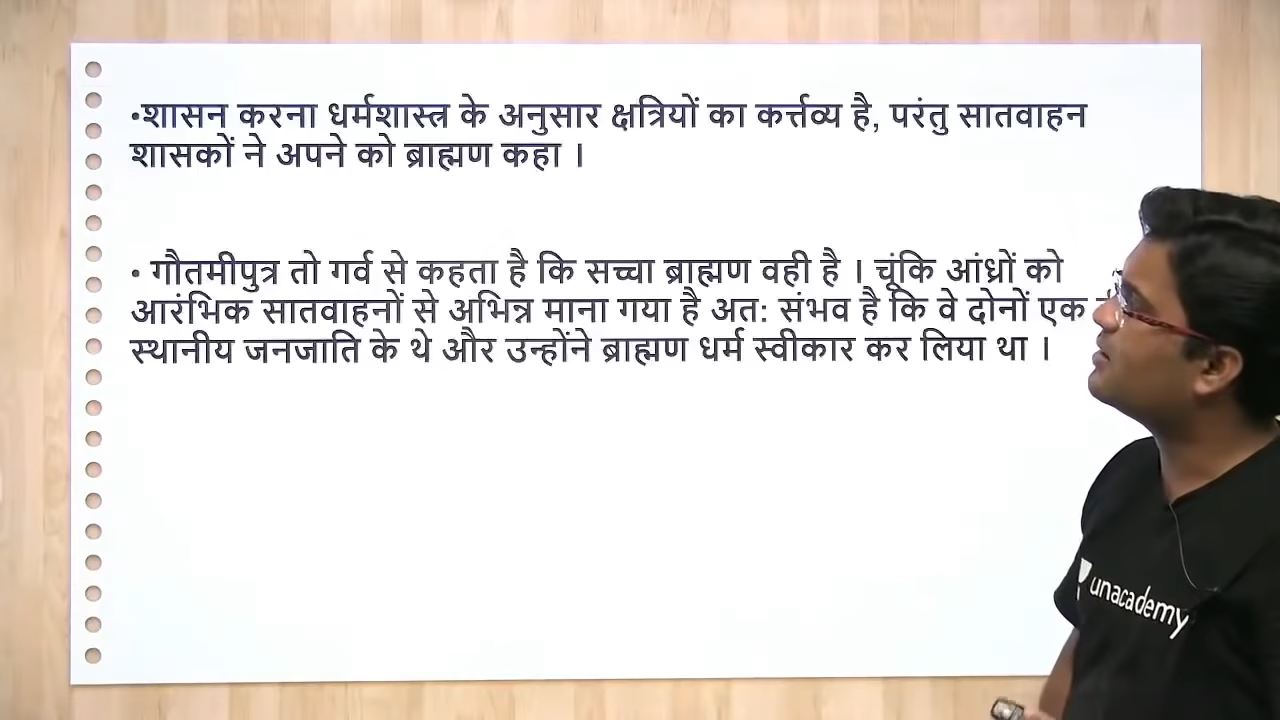 •शासन करना धर्मशास्त्र के अनुसार क्षत्रियों का कर्त्तव्य है, परंतु सातवाहन
शासकों ने अपने को ब्राह्मण कहा ।
• गौतमीपुत्र तो गर्व से कहता है कि सच्चा ब्राह्मण वही है । चूंकि आंध्रों को
आरंभिक सातवाहनों से अभिन्न माना गया है अत: संभव है कि वे दोनों एक
स्थानीय जनजाति के थे और उन्होंने ब्राह्मण धर्म स्वीकार कर लिया था ।
unacademy